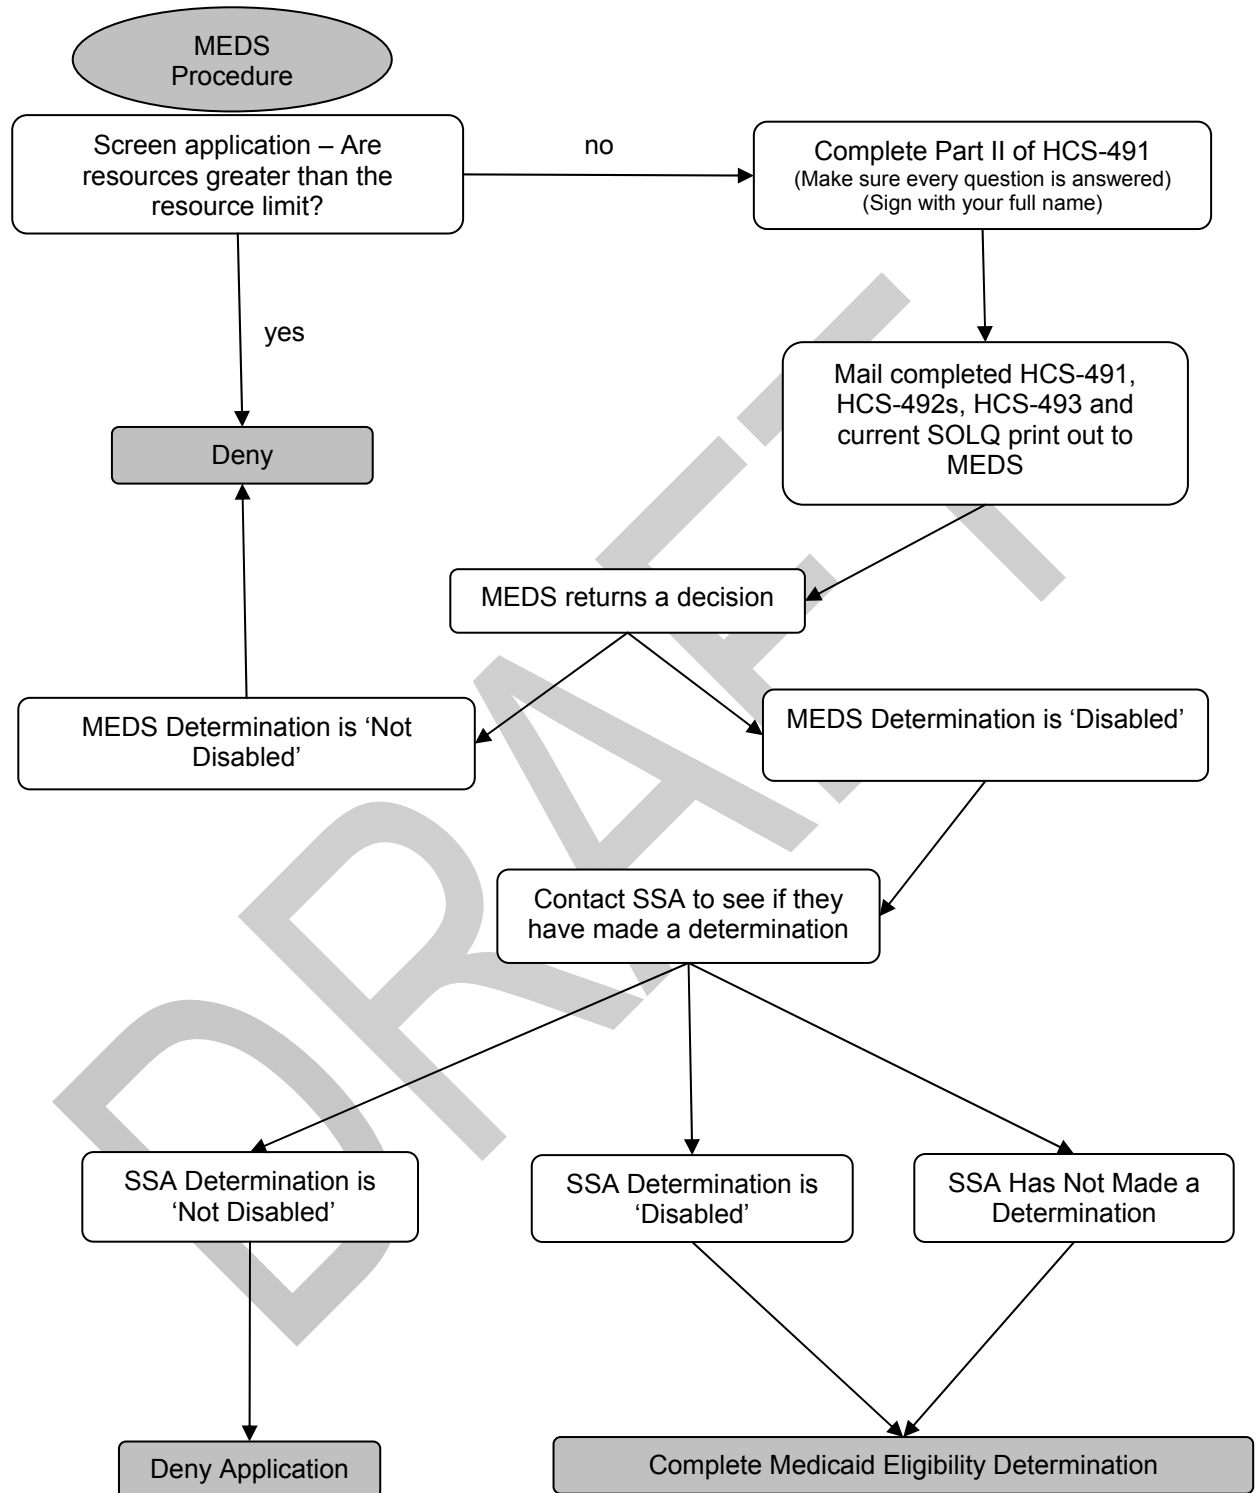 MEDS
Procedure
Screen application – Are
resources greater than the
resource limit?
no
Complete Part II of HCS-491
(Make sure every question is answered)
(Sign with your full name)
yes
Mail completed HCS-491,
HCS-492s, HCS-493 and
current SOLQ print out to
MEDS
Deny
MEDS returns a decision
MEDS Determination is ‘Not
Disabled’
MEDS Determination is ‘Disabled’
Contact SSA to see if they
have made a determination
SSA Determination is
‘Not Disabled’
SSA Determination is
‘Disabled’
SSA Has Not Made a
Determination
Deny Application
Complete Medicaid Eligibility Determination
DRAFT